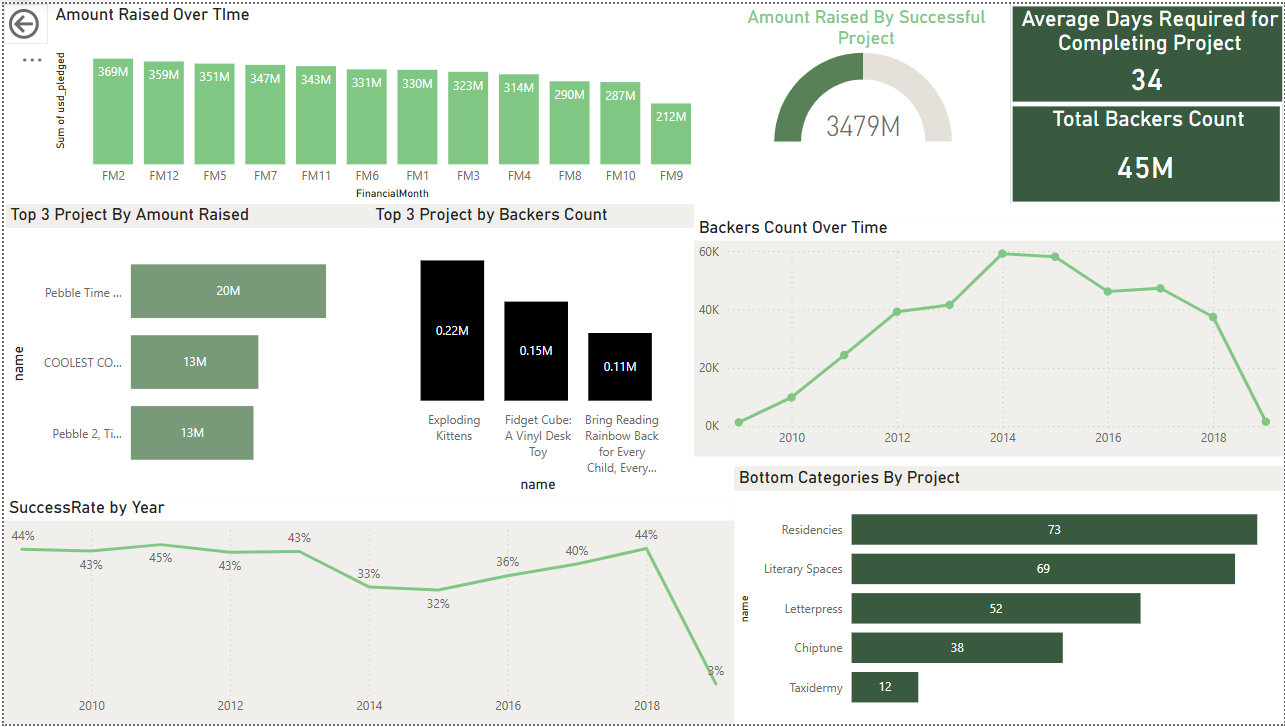 Amount Raised Over TIme
Sum of usd_pledged
369M 359M 351M 347M 343M 331M 330M 323M 314M 290M 287M 212M
FM2 FM12 FM5 FM7 FM11 FM6 FM1 FM3 FM4 FM8 FM10 FM9
FinancialMonth
Amount Raised By Successful
Project
3479M
Average Days Required for
Completing Project
34
Total Backers Count
45M
Top 3 Project By Amount Raised
name
Pebble Time ...
20M
COOLEST CO...
13M
Pebble 2, Ti...
13M
Top 3 Project by Backers Count
0.22M 0.15M 0.11M
Exploding
Kittens
Fidget Cube:
A Vinyl Desk
Toy
Bring Reading
Rainbow Back
for Every
Child, Every...
name
Backers Count Over Time
60K
40K
20K
0K
2010 2012 2014 2016 2018
SuccessRate by Year
44% 43% 45% 43% 43% 33% 32% 36% 40% 44% 3%
2010 2012 2014 2016 2018
Bottom Categories By Project
name
Residencies 73
Literary Spaces 69
Letterpress 52
Chiptune 38
Taxidermy 12